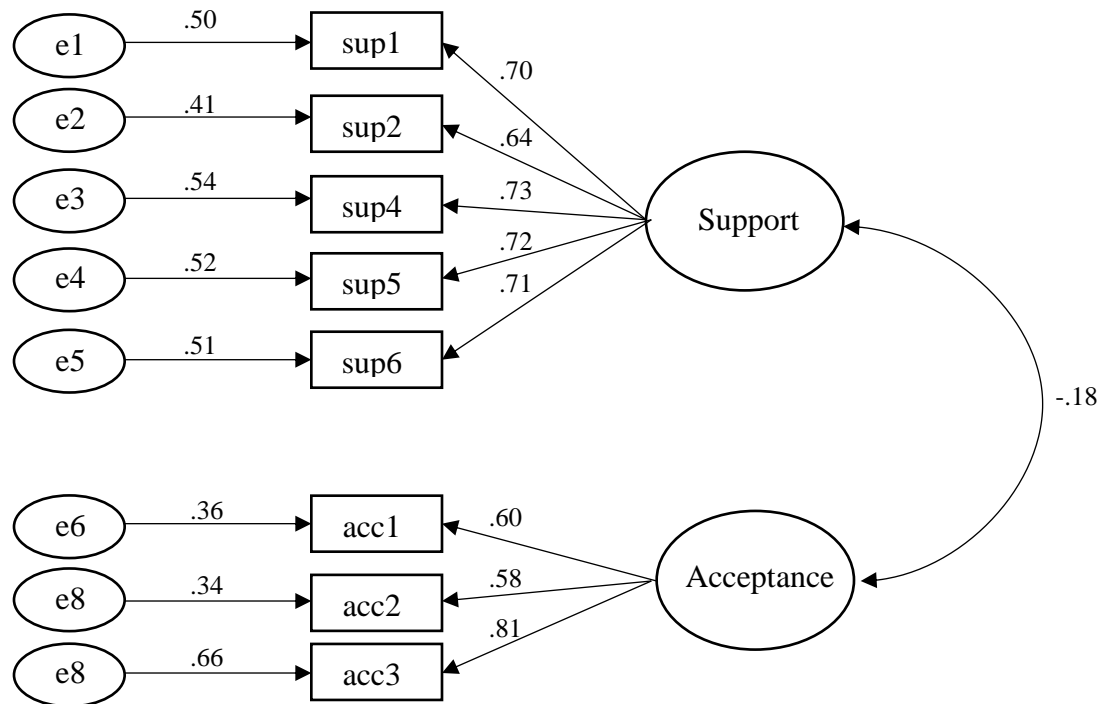 e1
.50
sup1
.70
e2
.41
sup2
.64
e3
.54
sup4
.73
Support
e4
.52
sup5
.72
e5
.51
sup6
.71
-.18
e6
.36
acc1
.60
e8
.34
acc2
.58
Acceptance
e8
.66
acc3
.81